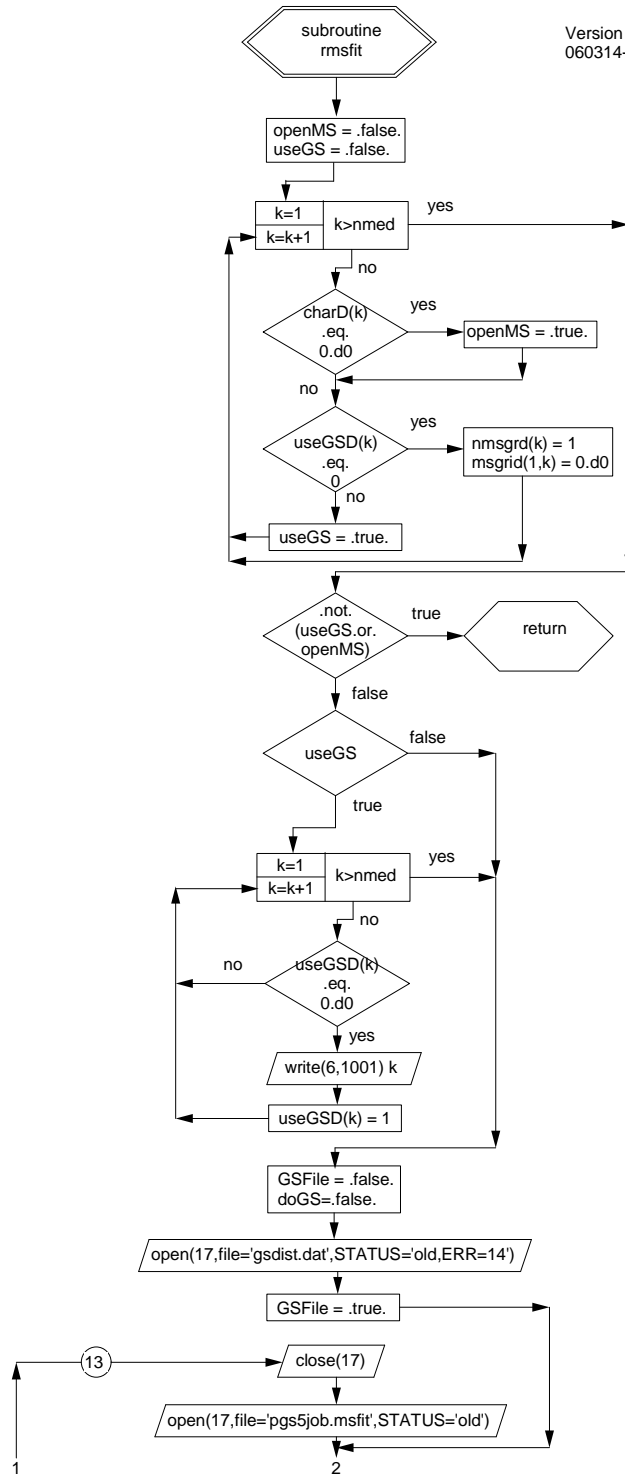 subroutine
rmsfit
Version
060314-
openMS = .false.
useGS = .false.
k=1
k=k+1
k>nmed
yes
no
charD(k)
.eq.
0.d0
yes
openMS = .true.
no
useGSD(k)
.eq.
0
yes
nmsgrd(k) = 1
msgrid(1,k) = 0.d0
no
useGS = .true.
.not.
(useGS.or.
openMS)
true
return
false
useGS
false
true
k=1
k=k+1
k>nmed
yes
no
useGSD(k)
.eq.
0.d0
no
yes
write(6,1001) k
useGSD(k) = 1
GSFile = .false.
doGS=.false.
open(17,file='gsdist.dat',STATUS='old,ERR=14')
GSFile = .true.
13
close(17)
open(17,file='pgs5job.msfit',STATUS='old')
1
2